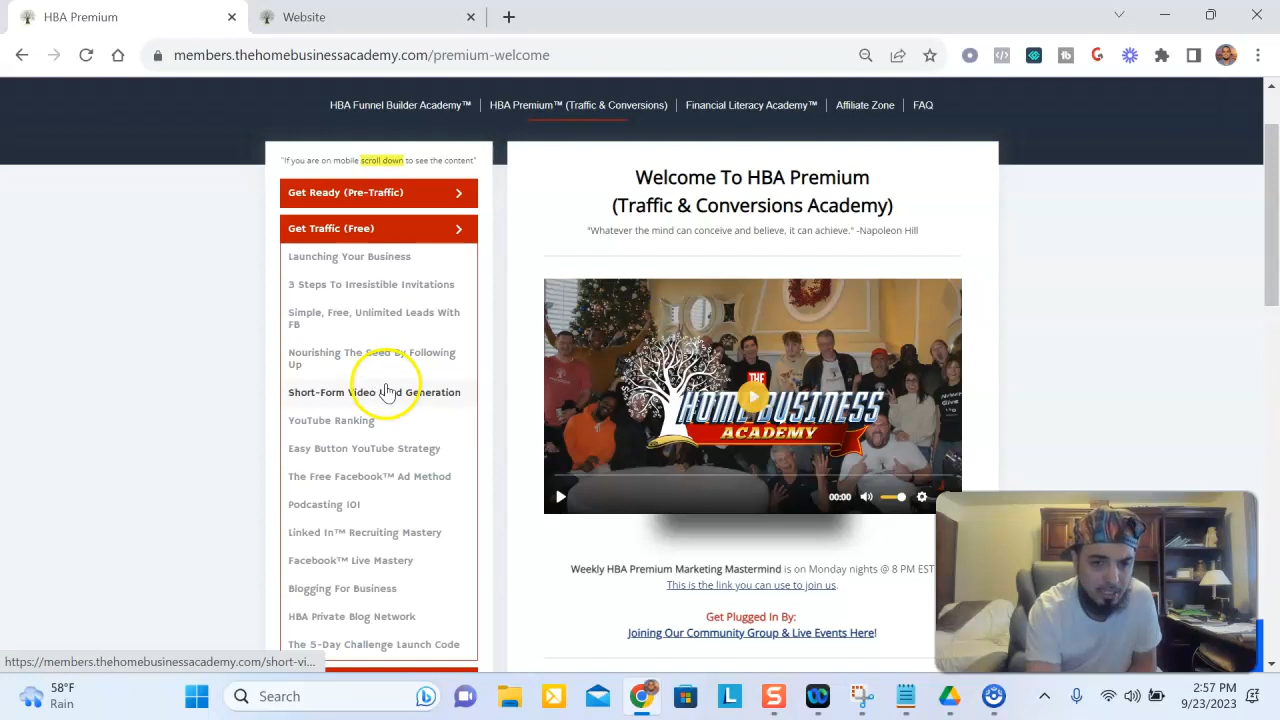 HBA Premium
Website
members.thehomebusinessacademy.com/premium-welcome
HBA Funnel Builder Academy™
HBA Premium™ (Traffic & Conversions)
Financial Literacy Academy™
Affiliate Zone
FAQ
"If you are on mobile scroll down to see the content"
Get Ready (Pre-Traffic)
Get Traffic (Free)
Launching Your Business
3 Steps To Irresistible Invitations
Simple, Free, Unlimited Leads With
FB
Nourishing The Seed By Following
Up
Short-Form Video Lead Generation
YouTube Ranking
Easy Button YouTube Strategy
The Free Facebook™ Ad Method
Podcasting 101
Linked In™ Recruiting Mastery
Facebook™ Live Mastery
Blogging For Business
HBA Private Blog Network
The 5-Day Challenge Launch Code
Welcome To HBA Premium
(Traffic & Conversions Academy)
"Whatever the mind can conceive and believe, it can achieve." -Napoleon Hill
THE
HOME BUSINESS
ACADEMY
00:00
Weekly HBA Premium Marketing Mastermind is on Monday nights @ 8 PM EST
This is the link you can use to join us.
Get Plugged In By:
Joining Our Community Group & Live Events Here!
https://members.thehomebusinessacademy.com/short-vi...
58°F
Rain
Search
2:57 PM
9/23/2023